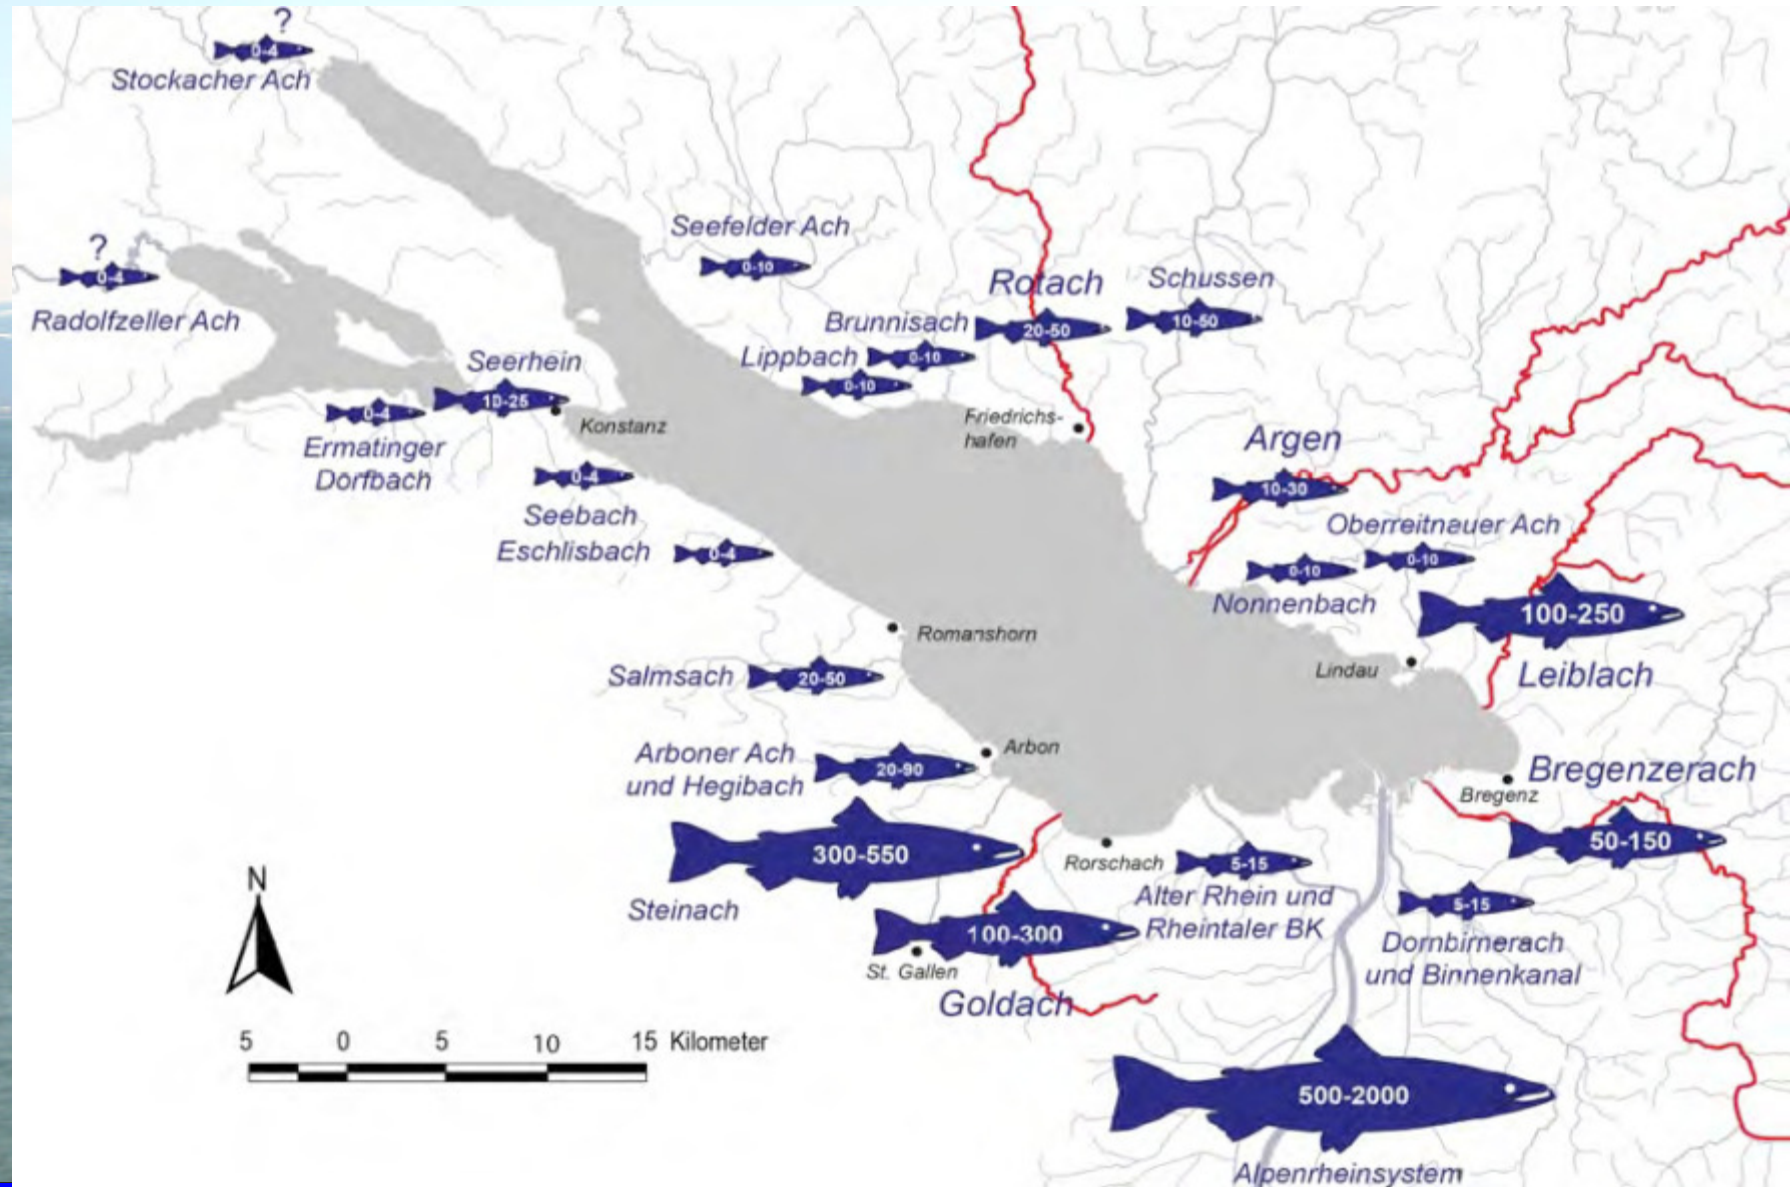 ?
0-4
Stockacher Ach
?
0-4
Radolfzeller Ach
Seefelder Ach
0-10
Rotach
20-50
Schussen
10-50
Brunnisach
0-10
Lippbach
0-10
Seerhein
10-25
Konstanz
0-4
Ermatinger
Dorfbach
Friedrichs-
hafen
Argen
10-30
0-4
Seebach
Eschlisbach
0-4
Oberreitnauer Ach
0-10
0-10
Nonnenbach
100-250
Leiblach
Romanshorn
Lindau
Salmsach
20-50
Arboner Ach
und Hegibach
20-90
Arbon
Bregenzerach
Bregenz
50-150
300-550
Steinach
Rorschach
5-15
Alter Rhein und
Rheintaler BK
5-15
Dornbirnerach
und Binnenkanal
100-300
St. Gallen
Goldach
N
5 0 5 10 15 Kilometer
500-2000
Alpenrheinsystem